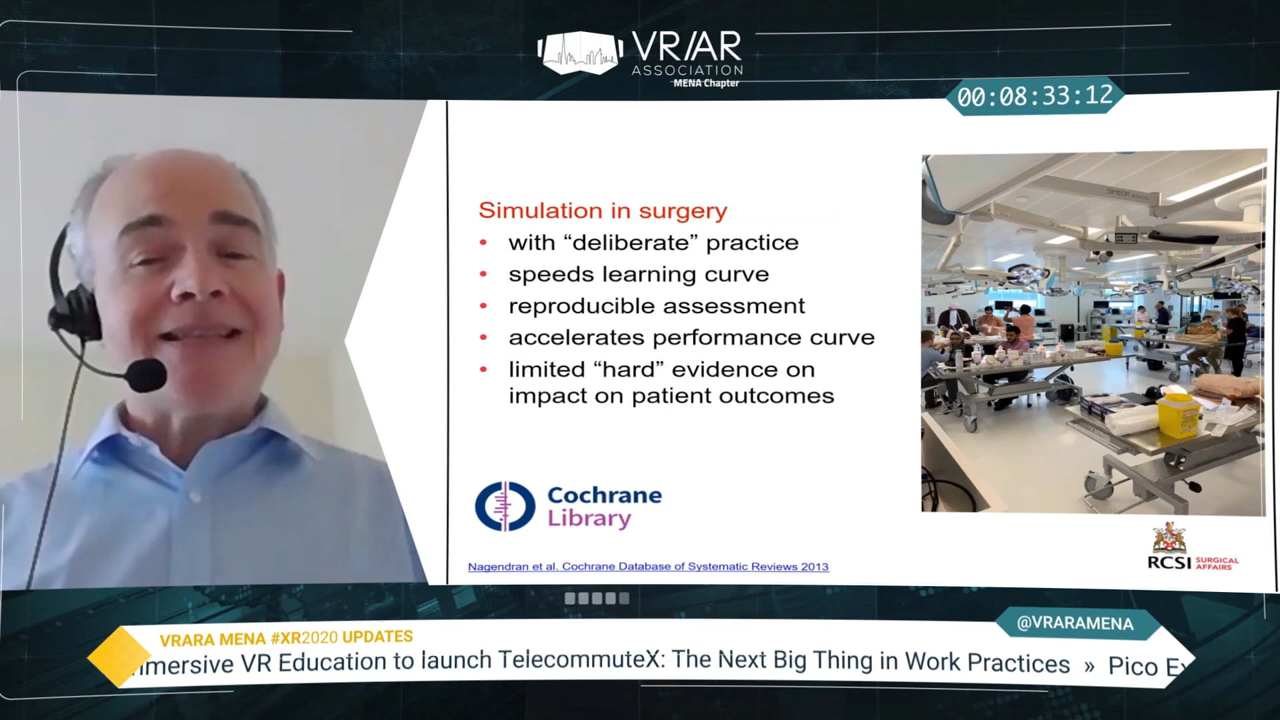 VR/AR
ASSOCIATION
MENA Chapter
00:08:33:12
Simulation in surgery
• with “deliberate” practice
• speeds learning curve
• reproducible assessment
• accelerates performance curve
• limited “hard” evidence on
impact on patient outcomes
Cochrane
Library
Nagendran et al. Cochrane Database of Systematic Reviews 2013
RCSI SURGICAL
AFFAIRS
@VRARAMENA
VRARA MENA #XR2020 UPDATES
mersive VR Education to launch TelecommuteX: The Next Big Thing in Work Practices » Pico